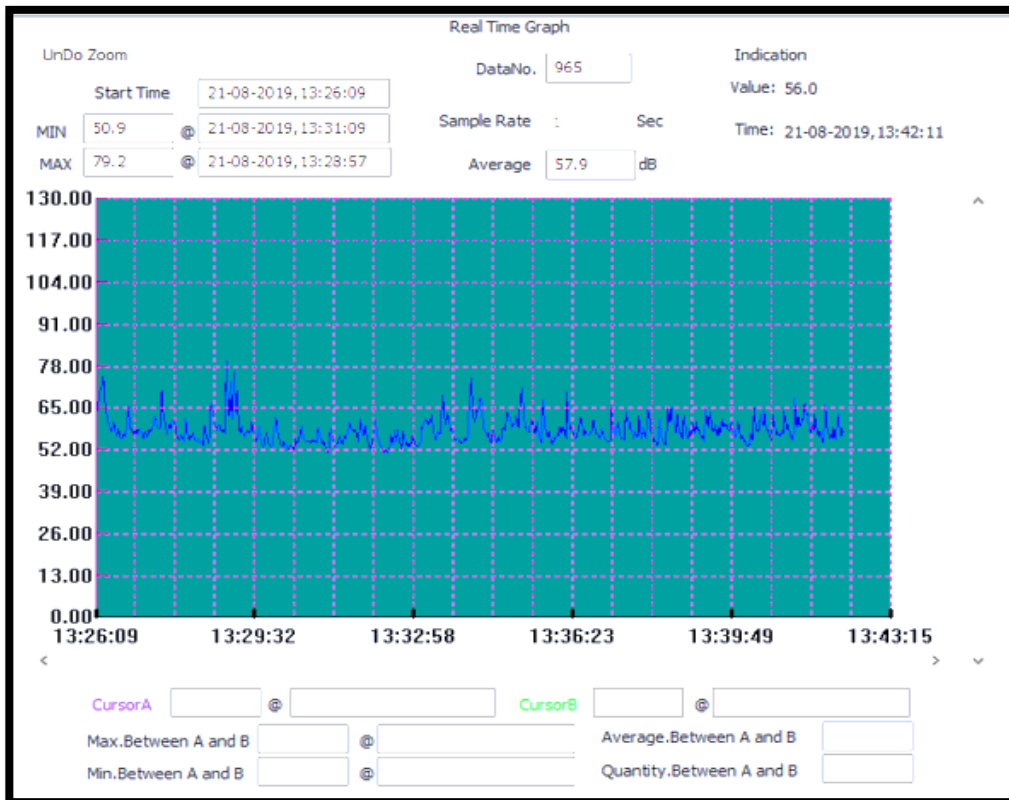 Real Time Graph
UnDo Zoom
DataNo. 965
Indication
Value: 56.0
Start Time 21-08-2019,13:26:09
MIN 50.9 @ 21-08-2019,13:31:09
Sample Rate : Sec
Time: 21-08-2019,13:42:11
MAX 79.2 @ 21-08-2019,13:28:57
Average 57.9 dB
130.00
117.00
104.00
91.00
78.00
65.00
52.00
39.00
26.00
13.00
0.00
13:26:09 13:29:32 13:32:58 13:36:23 13:39:49 13:43:15
CursorA @ CursorB @
Max.Between A and B @ Average.Between A and B
Min.Between A and B @ Quantity.Between A and B